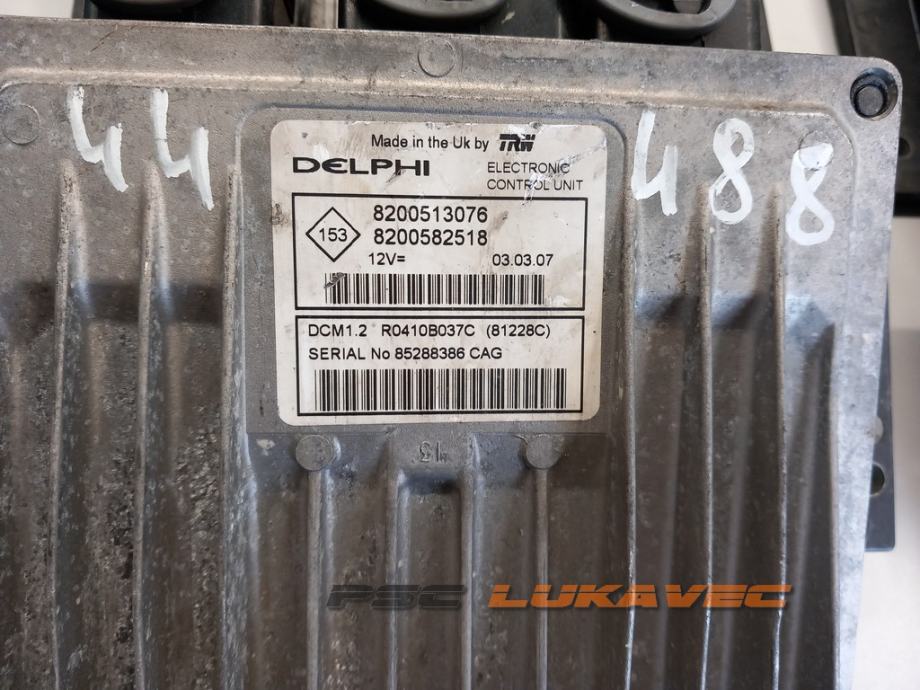 44
488
Made in the Uk by TRW
DELPHI
ELECTRONIC
CONTROL UNIT
153
8200513076
8200582518
12V= 03.03.07
DCM1.2 R0410B037C (81228C)
SERIAL No 85288386 CAG
13
PSC LUKAVEC